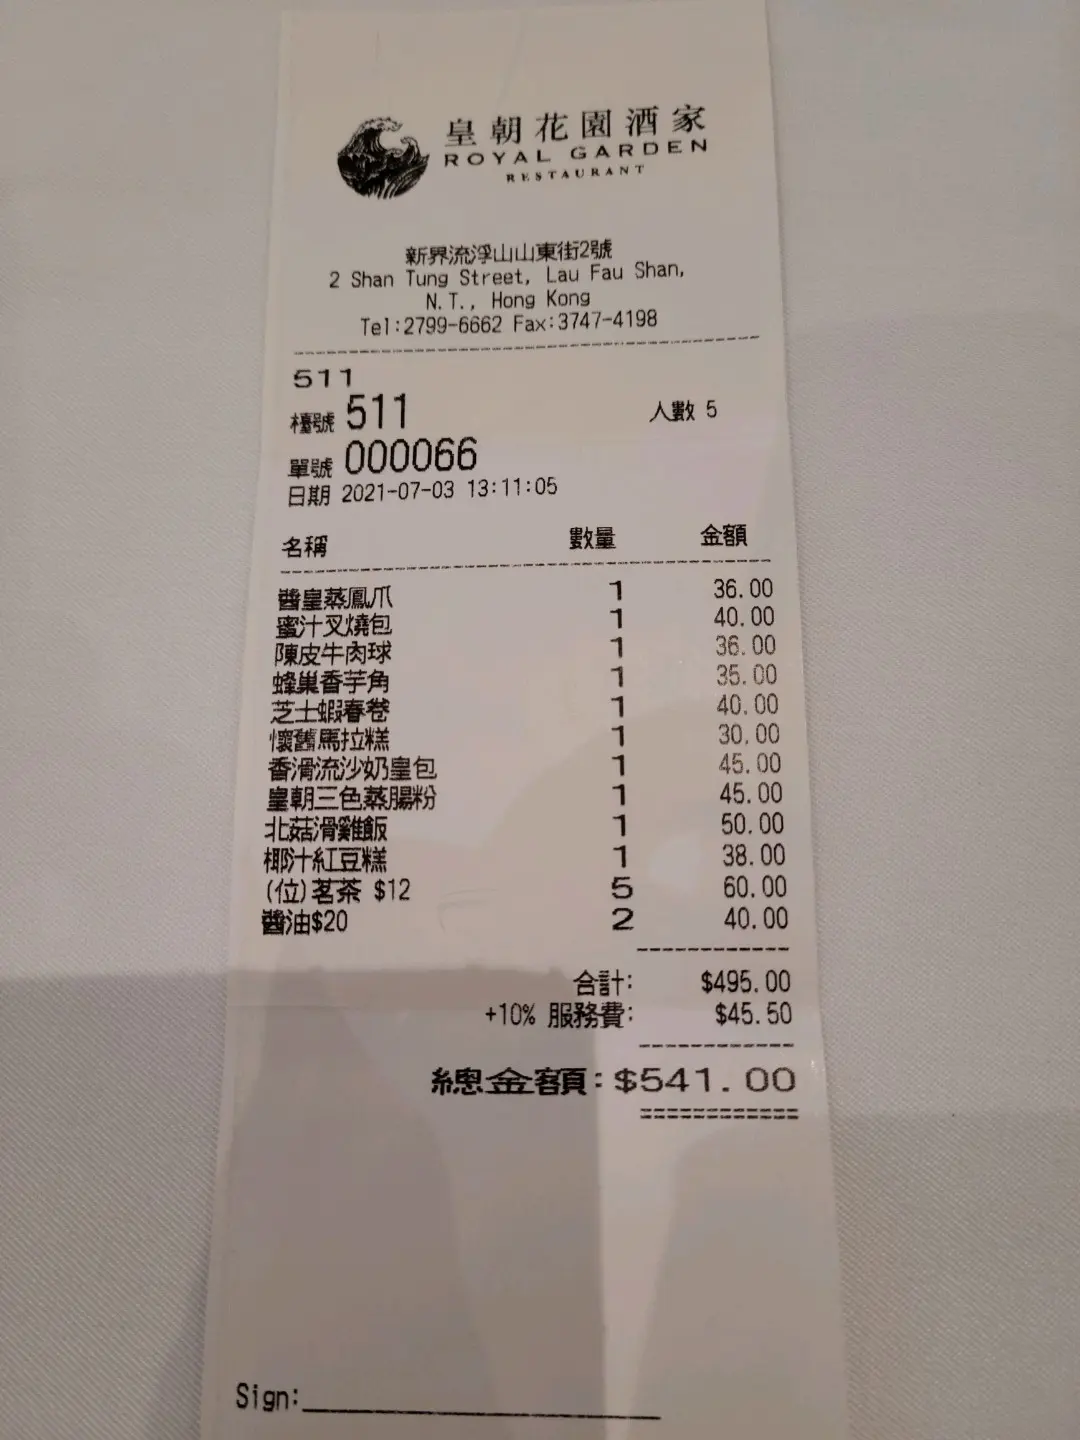 皇朝花園酒家
ROYAL GARDEN
RESTAURANT
新界流浮山山東街2號
2 Shan Tung Street, Lau Fau Shan,
N.T., Hong Kong
Tel:2799-6662 Fax:3747-4198
511
檯號 511 人數 5
單號 000066
日期 2021-07-03 13:11:05
名稱 數量 金額
醬皇蒸鳳爪 1 36.00
蜜汁叉燒包 1 40.00
陳皮牛肉球 1 36.00
蜂巢香芋角 1 35.00
芝士蝦春卷 1 40.00
懷舊馬拉糕 1 30.00
香滑流沙奶皇包 1 45.00
皇朝三色蒸腸粉 1 45.00
北菇滑雞飯 1 50.00
椰汁紅豆糕 1 38.00
(位)茗茶 $12 5 60.00
醬油$20 2 40.00
合計: $495.00
+10% 服務費: $45.50
總金額: $541.00
Sign: